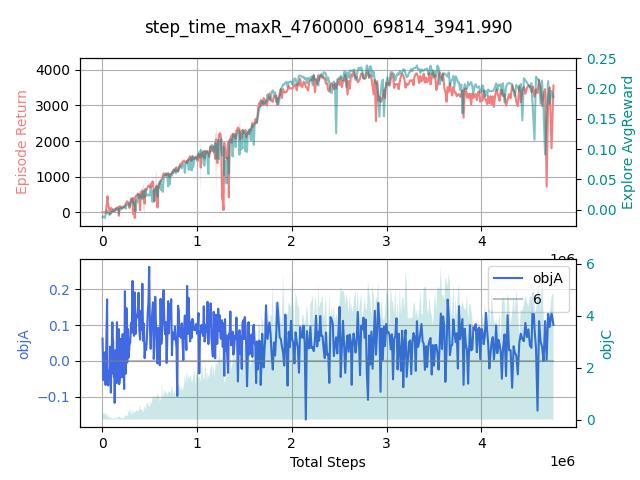 step_time_maxR_4760000_69814_3941.990
Episode Return
4000
3000
2000
1000
0
0.25
0.20
0.15
0.10
0.05
0.00
Explore AvgReward
0 1 2 3 4
1e6
objA
0.2
0.1
0.0
−0.1
objA
6
6
4
2
0
objC
0 1 2 3 4
1e6
Total Steps